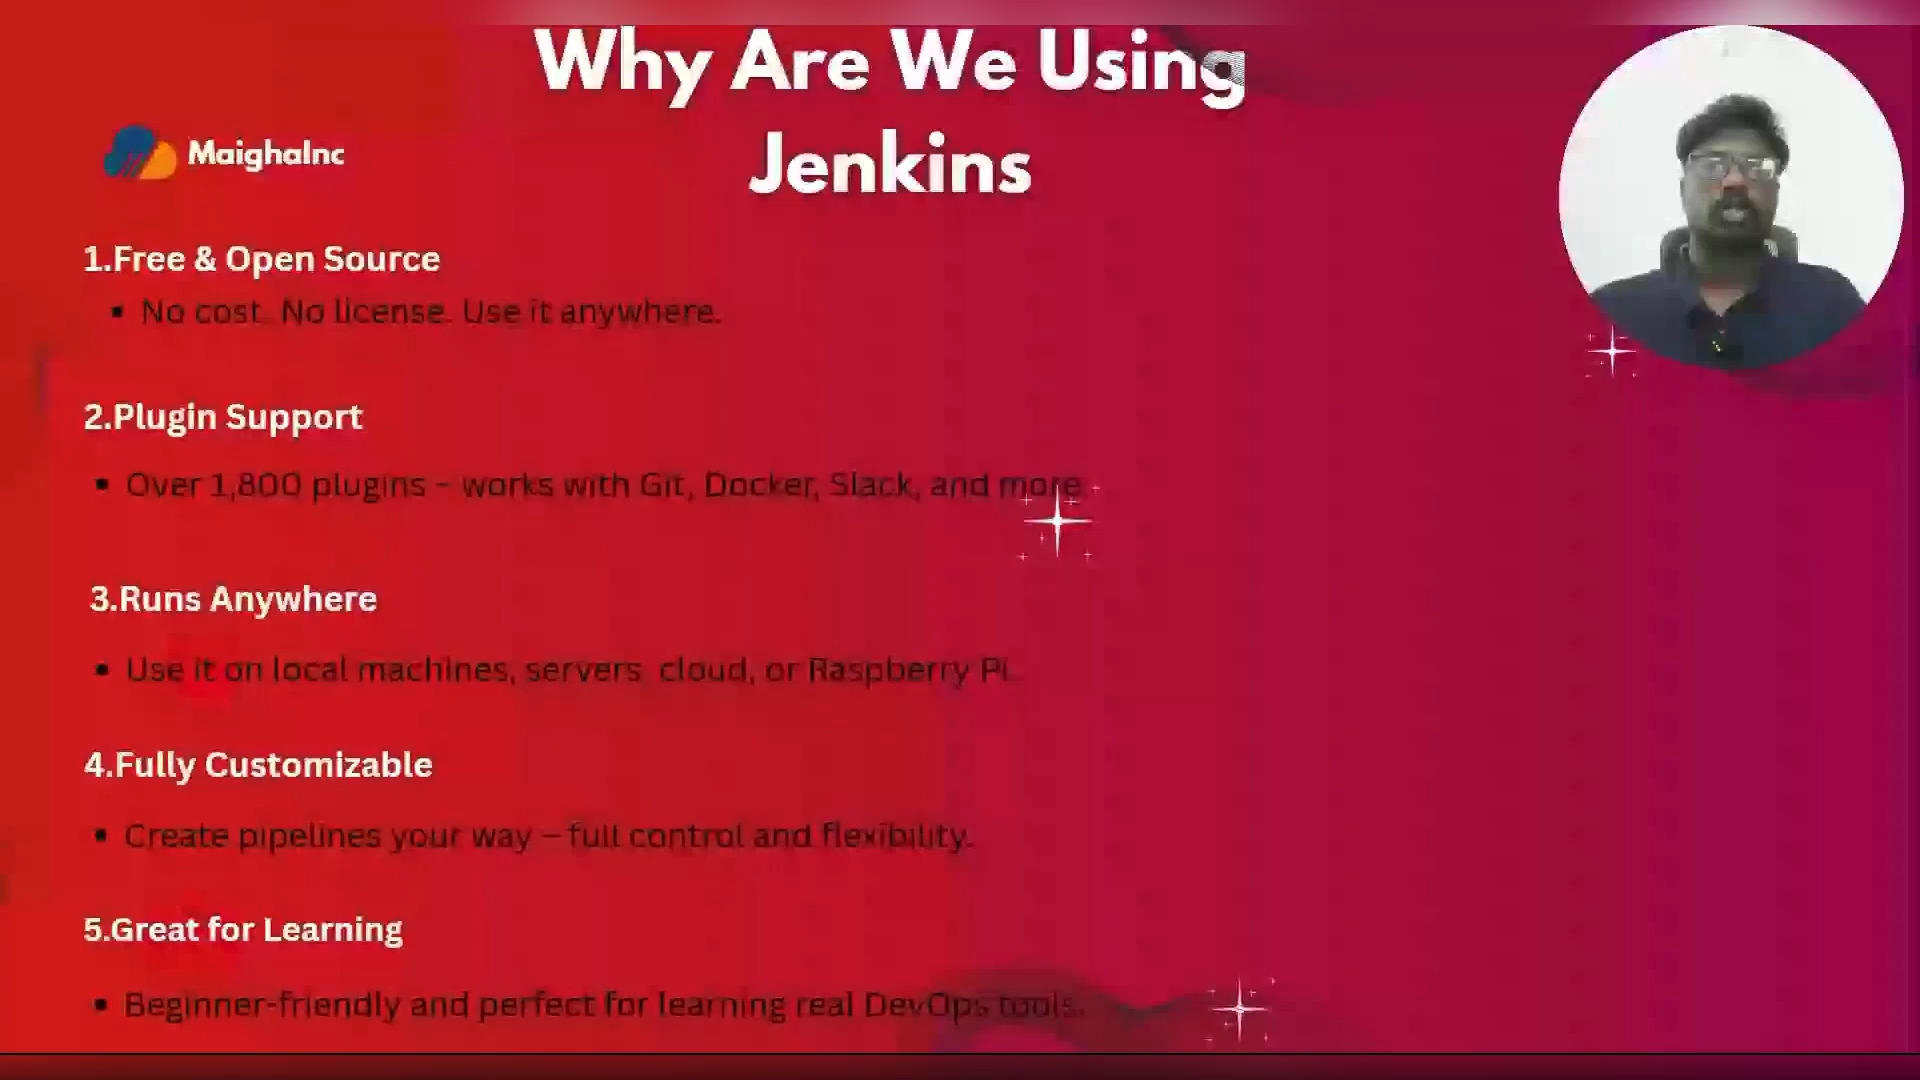 Why Are We Using
Jenkins
MaighaInc
1.Free & Open Source
▪ No cost. No license. Use it anywhere.
2.Plugin Support
▪ Over 1,800 plugins – works with Git, Docker, Slack, and more.
3.Runs Anywhere
▪ Use it on local machines, servers, cloud, or Raspberry Pi.
4.Fully Customizable
▪ Create pipelines your way – full control and flexibility.
5.Great for Learning
▪ Beginner-friendly and perfect for learning real DevOps tools.